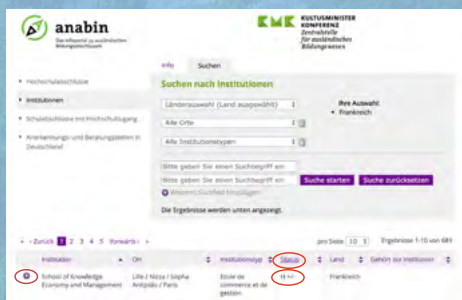 anabin
Das Infoportal zu ausländischen
Bildungsabschlüssen
KMK
KULTUSMINISTER
KONFERENZ
Zentralstelle
für ausländisches
Bildungswesen
Info
Suchen
Hochschulabschlüsse
Institutionen
Schulabschlüsse mit Hochschulzugang
Anerkennungs- und Beratungsstellen in
Deutschland
Suchen nach Institutionen
Länderauswahl (Land ausgewählt)
Alle Orte
Alle Institutionstypen
Ihre Auswahl:
Frankreich
Bitte geben Sie einen Suchbegriff ein
Bitte geben Sie einen Suchbegriff ein
Suche starten
Suche zurücksetzen
Weiteres Suchfeld hinzufügen
Die Ergebnisse werden unten angezeigt.
Zurück 1 2 3 4 5 Vorwärts
pro Seite 10
Ergebnisse 1-10 von 689
Institution
Ort
Institutionstyp
Status
Land
Gehört zur Institution
School of Knowledge
Economy and Management
Lille / Nizza / Sophia
Antipolis / Paris
Ecole de
commerce et de
gestion
H +/-
Frankreich